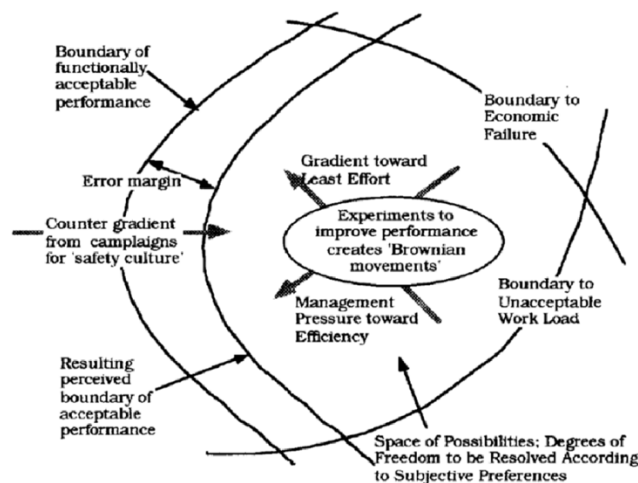 Boundary of
functionally
acceptable
performance
Boundary to
Economic
Failure
Error margin
Gradient toward
Least Effort
Counter gradient
from camplaigns
for 'safety culture'
Experiments to
improve performance
creates 'Brownian
movements'
Management
Pressure toward
Efficiency
Boundary to
Unacceptable
Work Load
Resulting
perceived
boundary of
acceptable
performance
Space of Possibilities; Degrees of
Freedom to be Resolved According
to Subjective Preferences